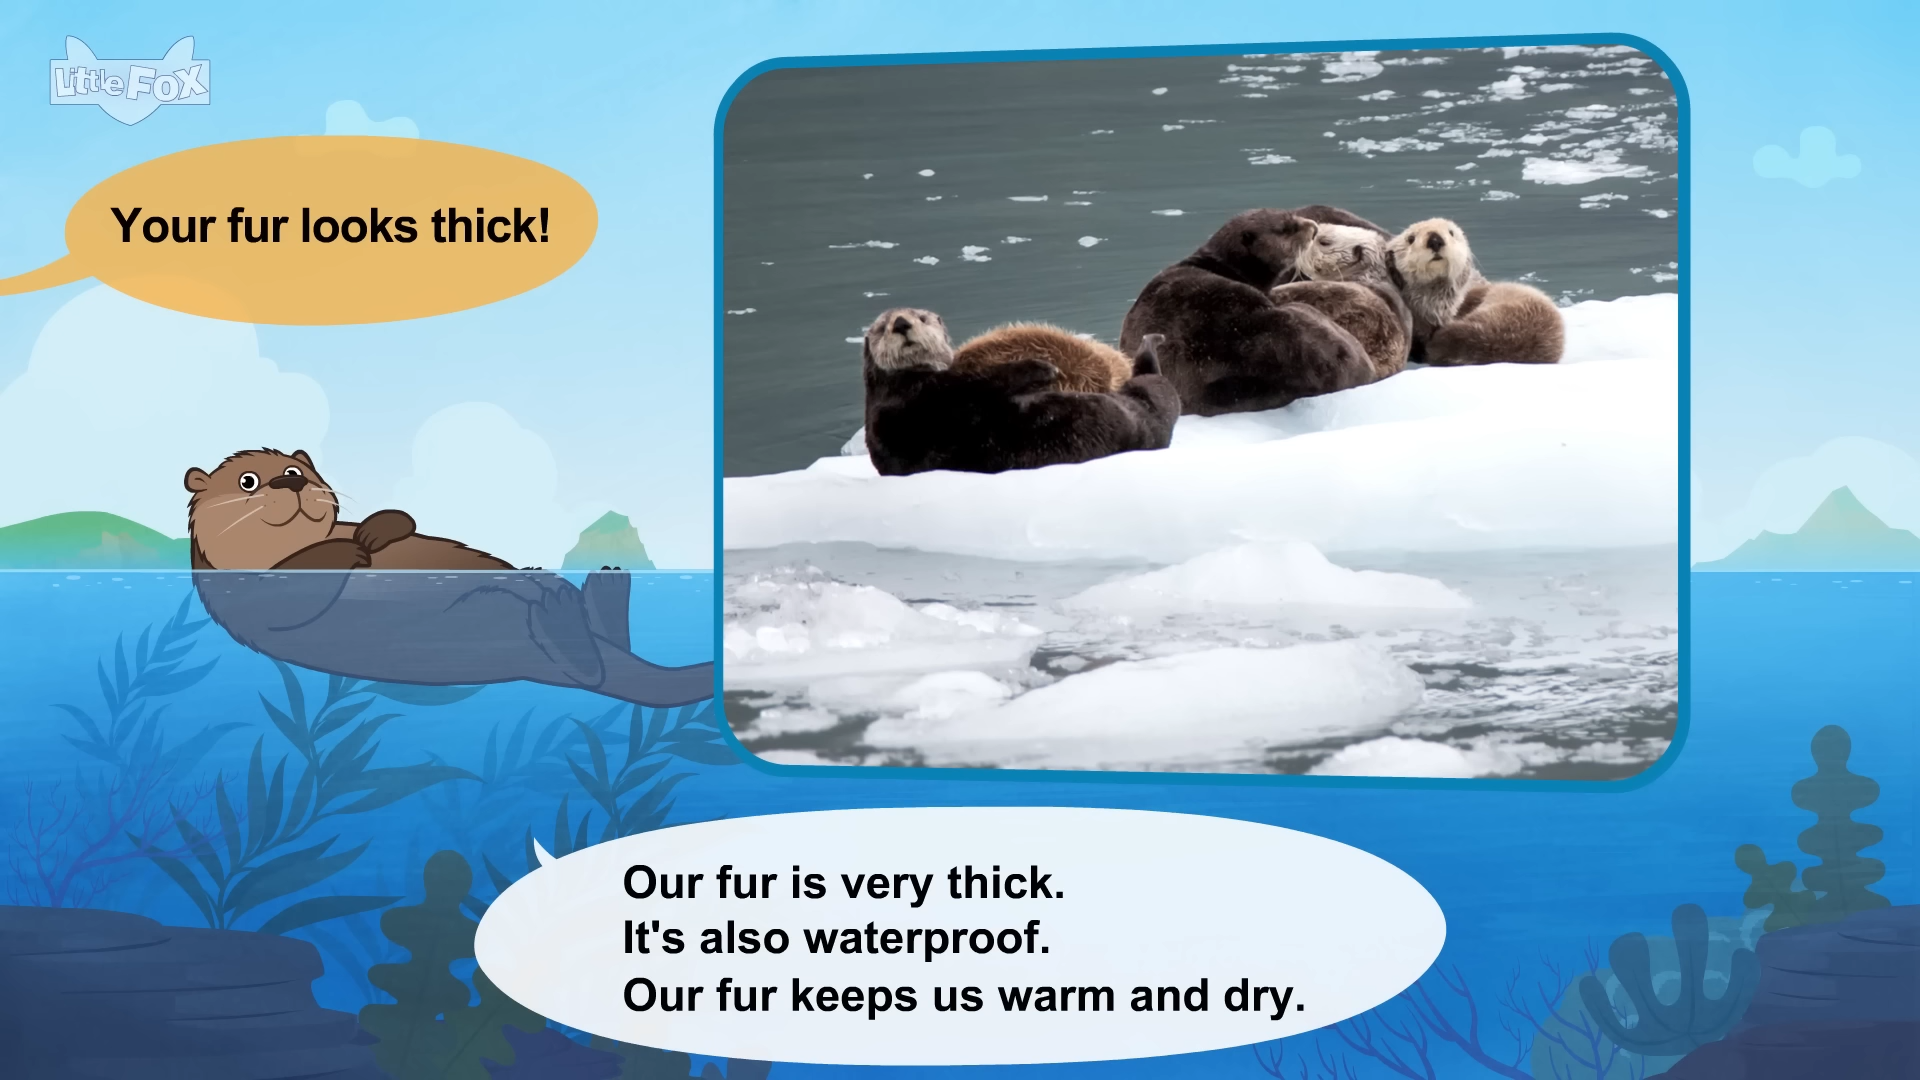 Little Fox
Your fur looks thick!
Our fur is very thick.
It's also waterproof.
Our fur keeps us warm and dry.